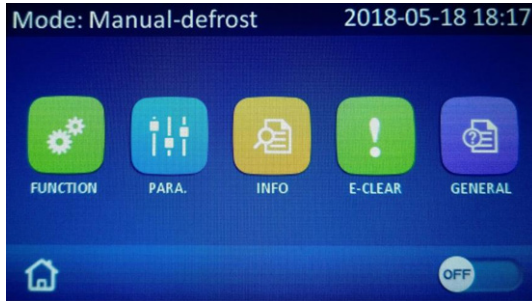 Mode: Manual-defrost 2018-05-18 18:17
FUNCTION PARA. INFO E-CLEAR GENERAL
OFF